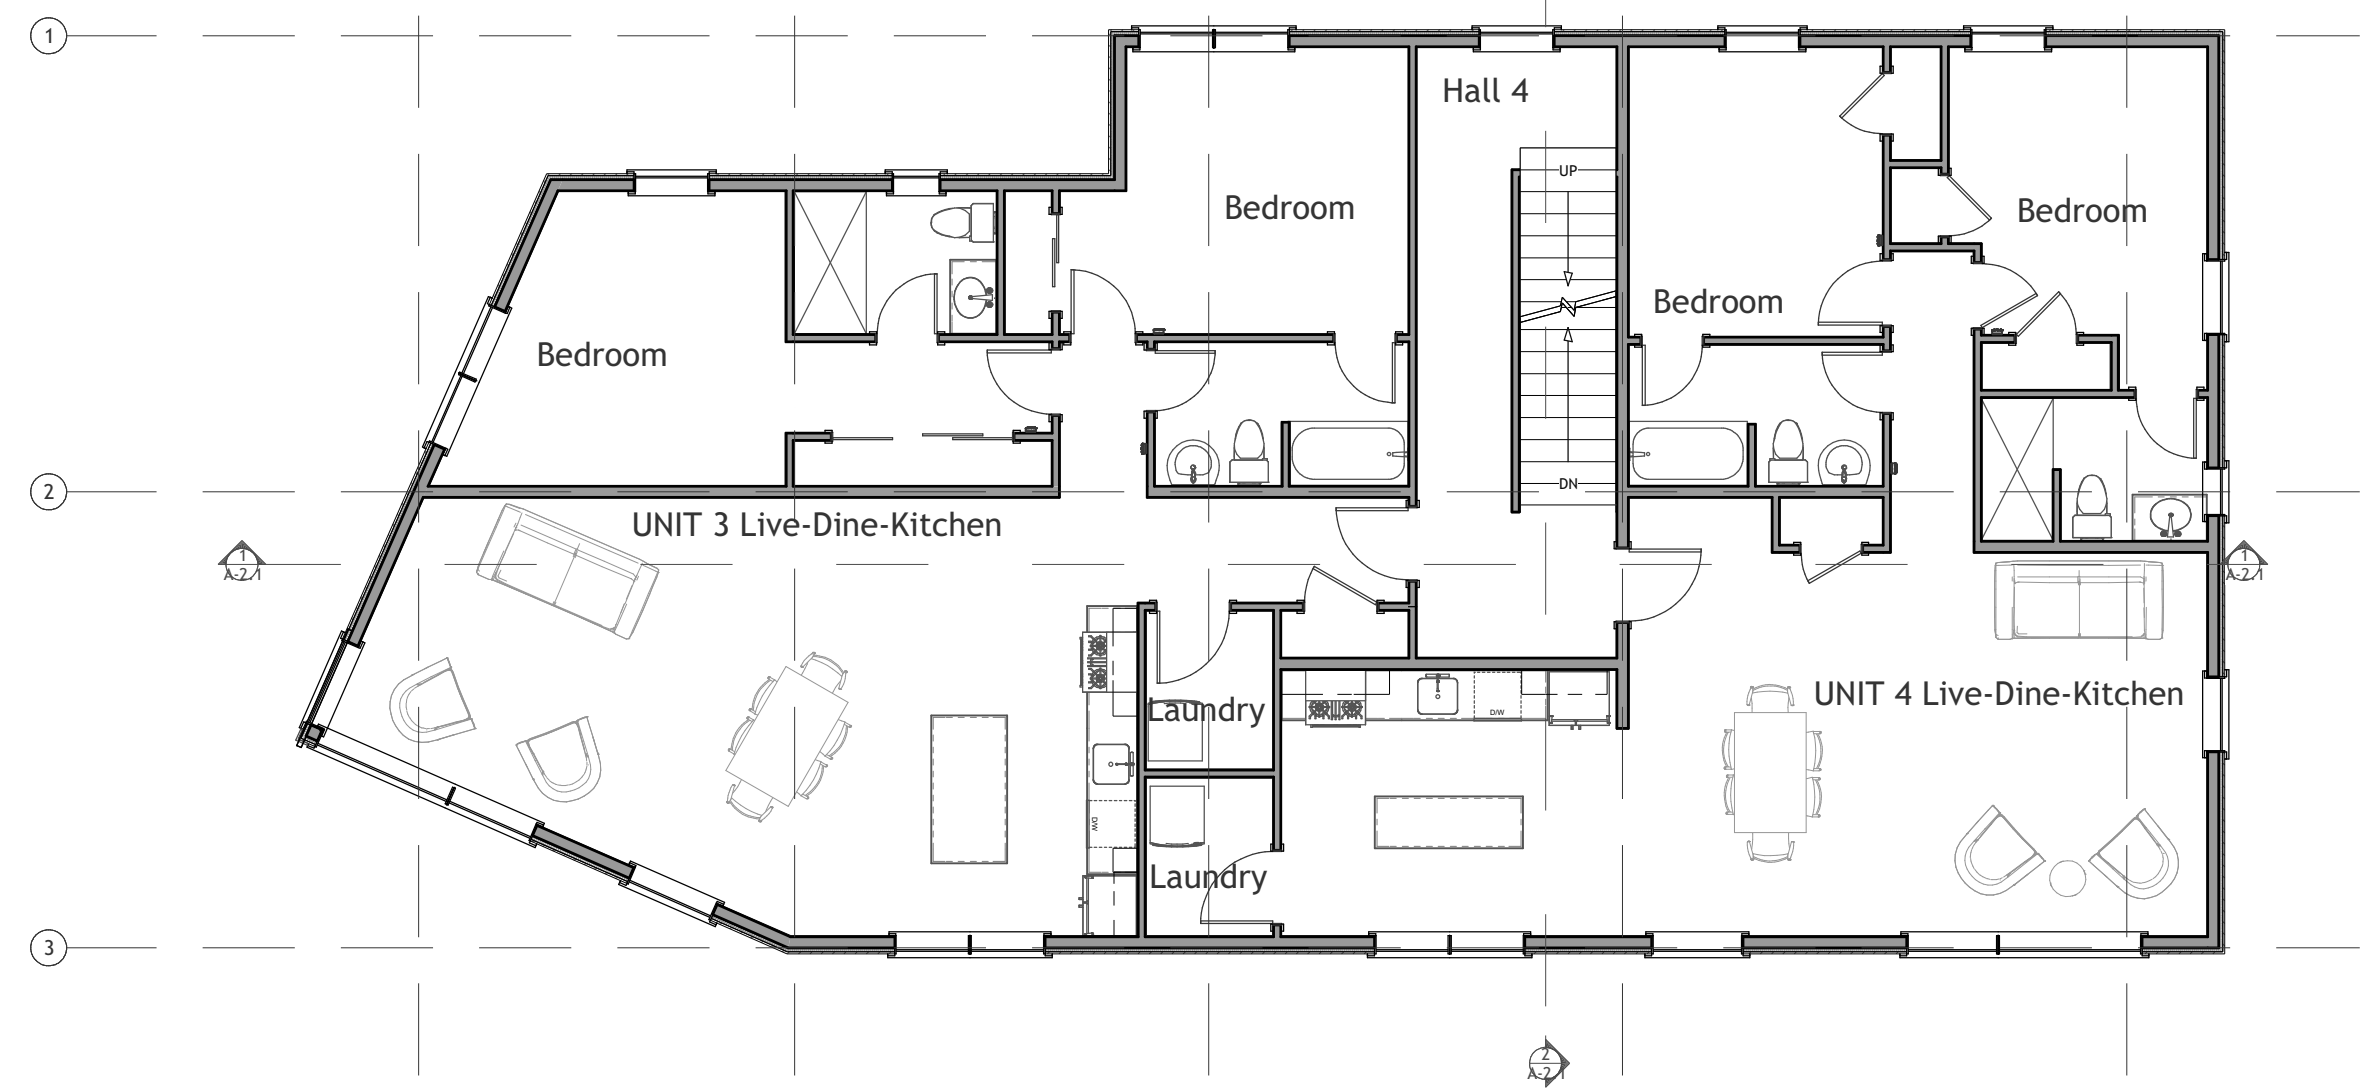 1
Hall 4
UP
Bedroom
Bedroom
Bedroom
Bedroom
2
DN
UNIT 3 Live-Dine-Kitchen
1
A-2.1
1
A-2.1
UNIT 4 Live-Dine-Kitchen
Laundry
D/W
D/W
Laundry
3
2
A-2.1